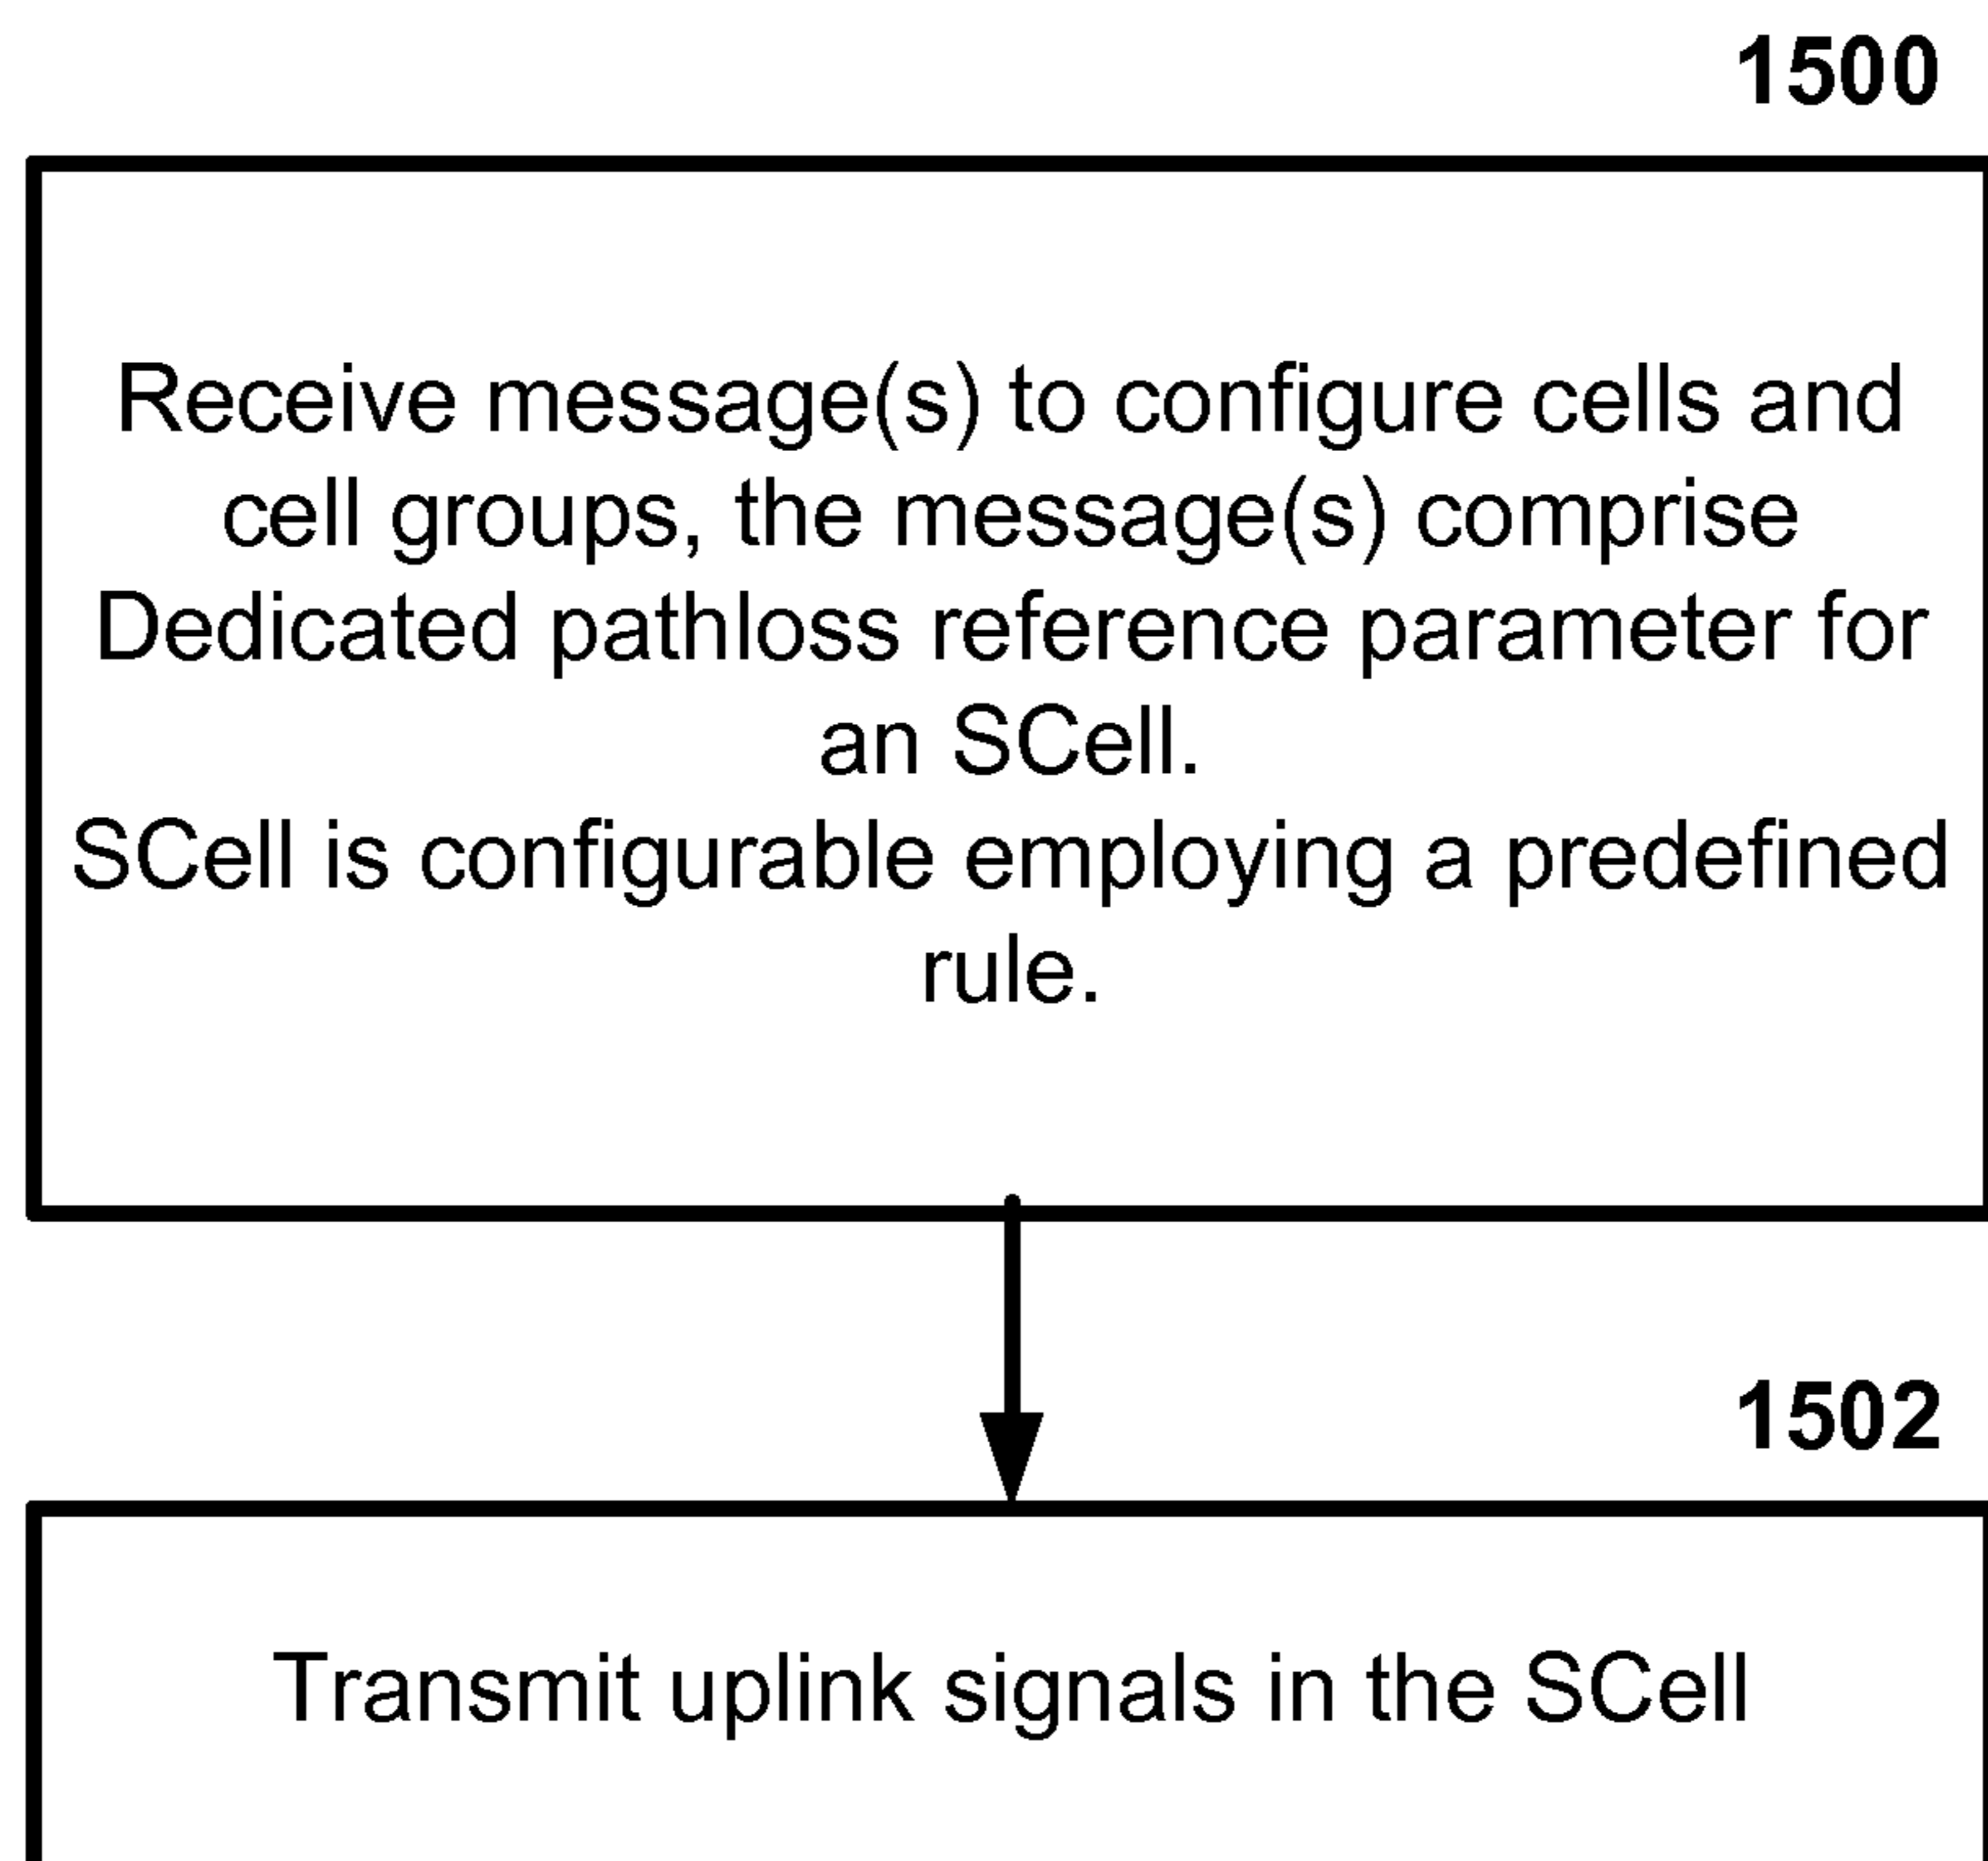 1500
Receive message(s) to configure cells and
cell groups, the message(s) comprise
Dedicated pathloss reference parameter for
an SCell.
SCell is configurable employing a predefined
rule.
1502
Transmit uplink signals in the SCell